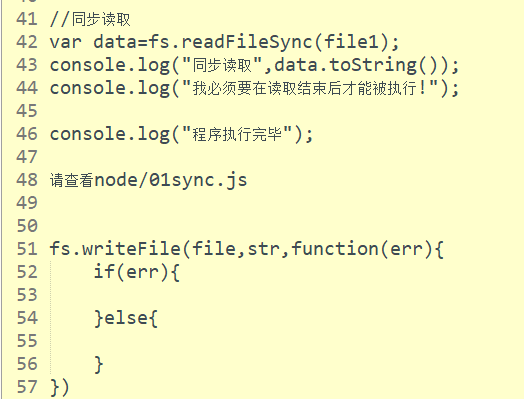 41 //同步读取
42 var data=fs.readFileSync(file1);
43 console.log("同步读取",data.toString());
44 console.log("我必须要在读取结束后才能被执行!");
45
46 console.log("程序执行完毕");
47
48 请查看node/01sync.js
49
50
51 fs.writeFile(file,str,function(err){
52     if(err){
53
54     }else{
55
56     }
57 })